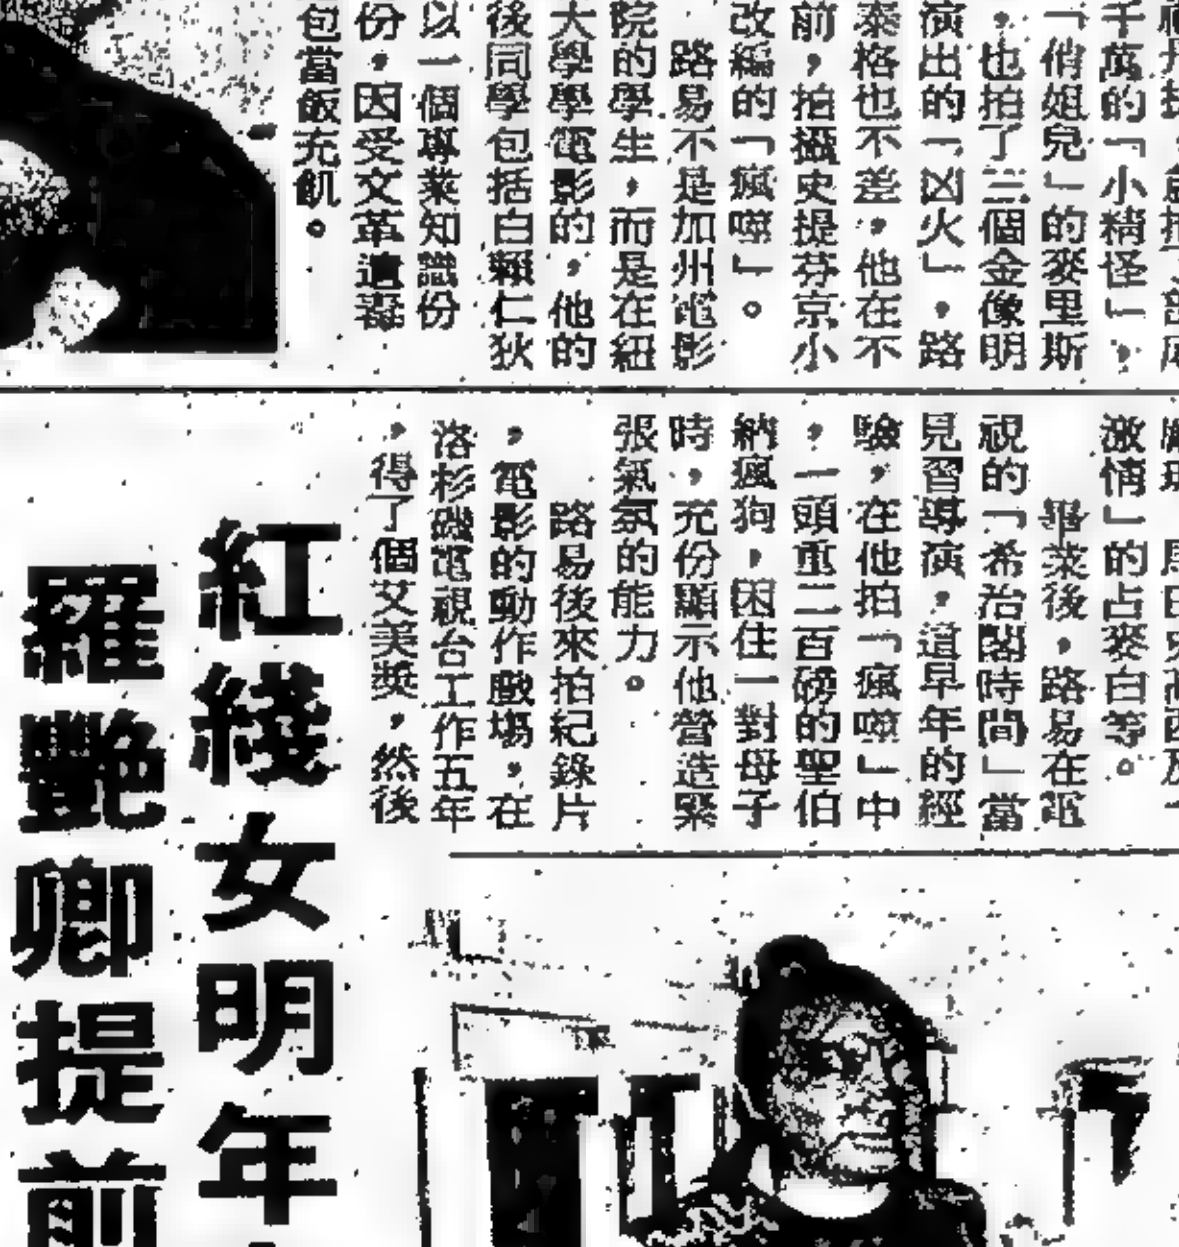 千萬的「小精怪」，
「俏姐兒」的麥里斯
，也拍了三個金像明
演出的「凶火」，路
泰格也不差，他在不
前，拍攝史提芬京小
改編的「瘋噬」。
路易不是加州電影
院的學生，而是在紐
大學學電影的，他的
後同學包括白賴仁狄
以一個專業知識份
份，因受文革遺毒
包當飯充飢。
激情」的占麥白等。
畢業後，路易在電
視的「希治閣時間」當
見習導演，這早年的經
驗，在他拍「瘋噬」中
，一頭重二百磅的聖伯
納瘋狗，困住一對母子
時，充份顯示他營造緊
張氣氛的能力。
路易後來拍紀錄片
，電影的動作戲場，在
洛杉磯電視台工作五年
，得了個艾美獎，然後
紅綫女明年
羅艷卿提前